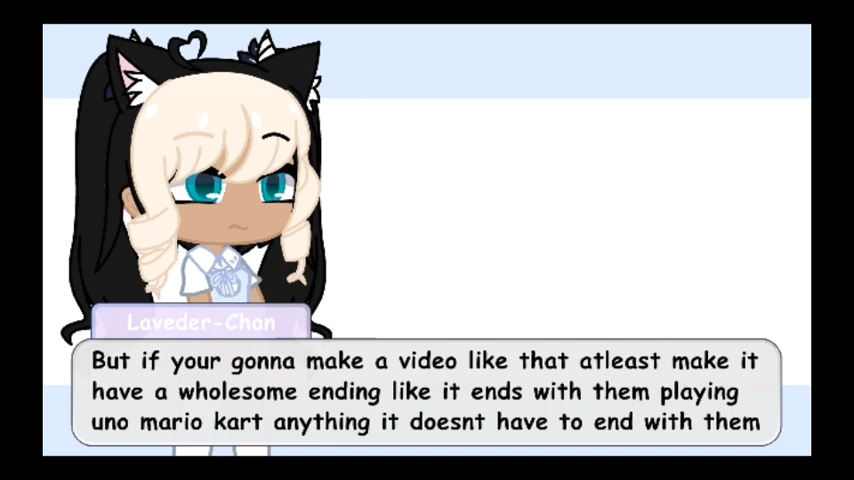 Laveder-Chan
But if your gonna make a video like that atleast make it
have a wholesome ending like it ends with them playing
uno mario kart anything it doesnt have to end with them